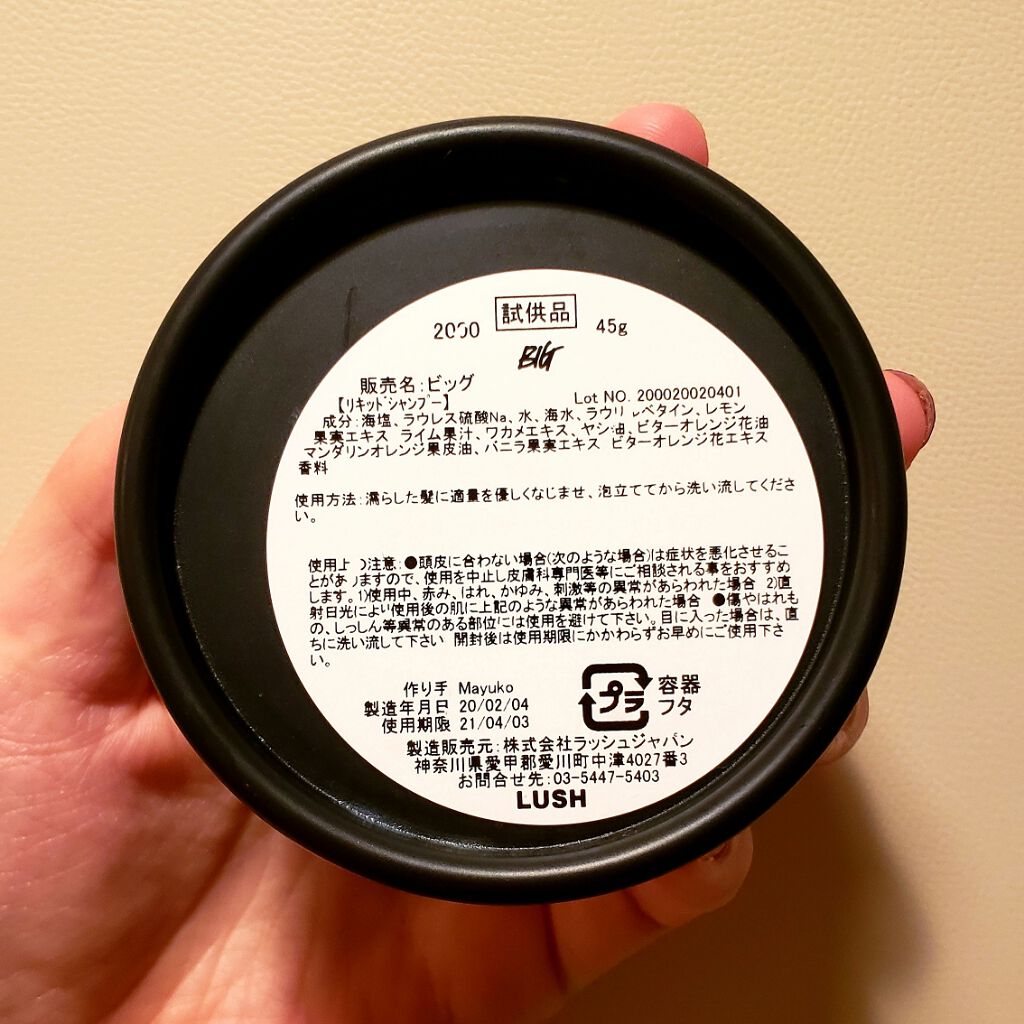 試供品
2000 45g
BIG
販売名:ビッグ
【リキッドシャンプー】 Lot NO. 200020020401
成分:海塩、ラウレス硫酸Na、水、海水、ラウリルベタイン、レモン
果実エキス ライム果汁、ワカメエキス、ヤシ油、ビターオレンジ花油
マンダリンオレンジ果皮油、バニラ果実エキス ビターオレンジ花エキス
香料
使用方法:濡らした髪に適量を優しくなじませ、泡立ててから洗い流してくださ
い。
使用上の注意:●頭皮に合わない場合(次のような場合)は症状を悪化させるこ
とがありますので、使用を中止し皮膚科専門医等にご相談される事をおすすめ
します。1)使用中、赤み、はれ、かゆみ、刺激等の異常があらわれた場合 2)直
射日光により使用後の肌に上記のような異常があらわれた場合 ●傷やはれも
の、しっしん等異常のある部位には使用を避けて下さい。目に入った場合は、直
ちに洗い流して下さい 開封後は使用期限にかかわらずお早めにご使用下さ
い。
作り手 Mayuko
製造年月日 20/02/04
使用期限 21/04/03
プラ 容器
フタ
製造販売元:株式会社ラッシュジャパン
神奈川県愛甲郡愛川町中津4027番3
お問合せ先:03-5447-5403
LUSH